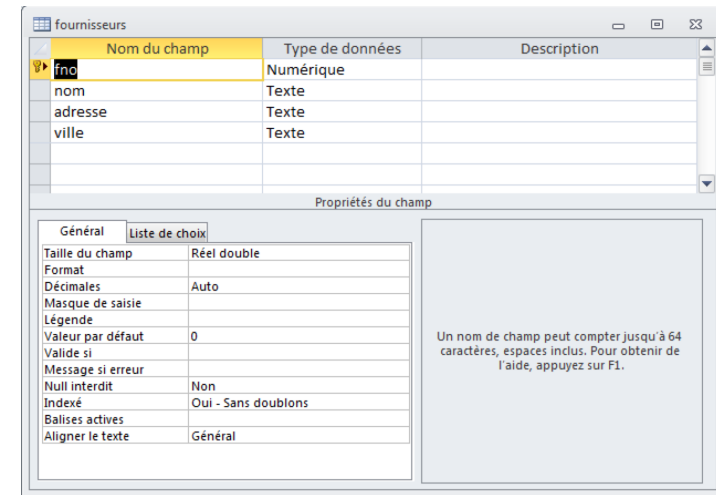 fournisseurs
Nom du champ Type de données Description
fno Numérique
nom Texte
adresse Texte
ville Texte
Propriétés du champ
Général Liste de choix
Taille du champ Réel double
Format
Décimales Auto
Masque de saisie
Légende
Valeur par défaut 0
Valide si
Message si erreur
Null interdit Non
Indexé Oui - Sans doublons
Balises actives
Aligner le texte Général
Un nom de champ peut compter jusqu'à 64
caractères, espaces inclus. Pour obtenir de
l'aide, appuyez sur F1.